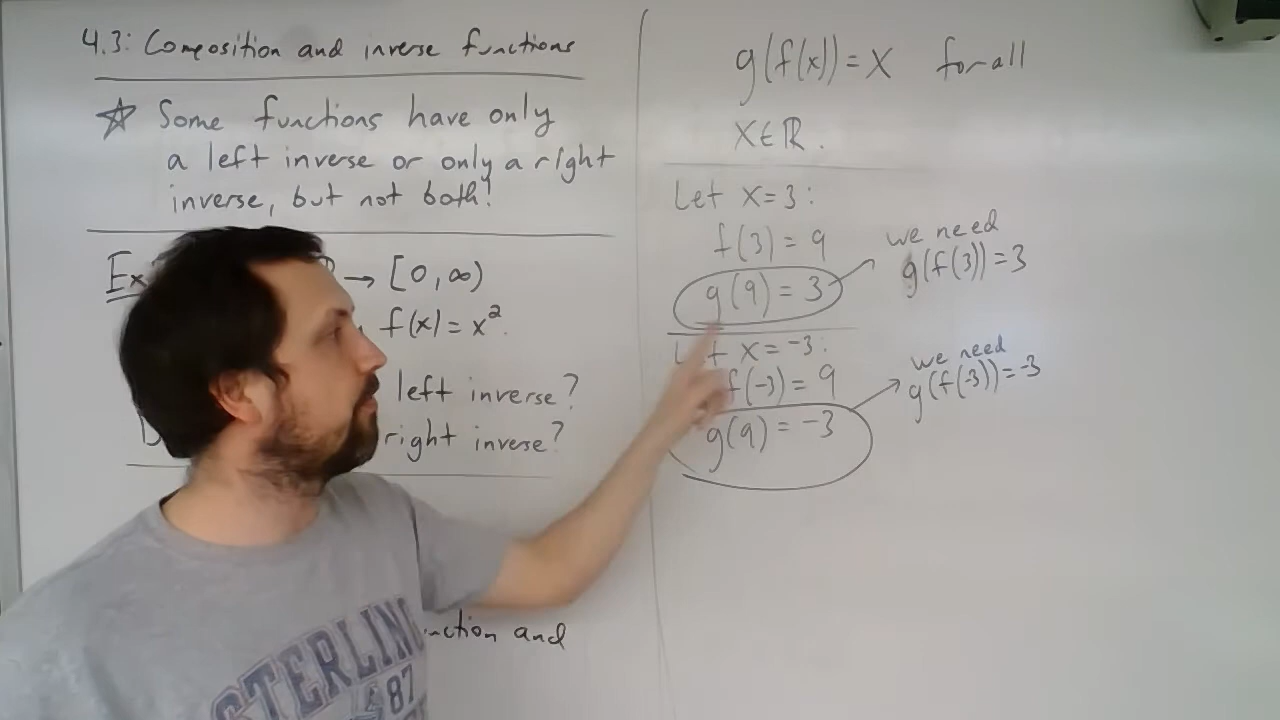 4.3: Composition and inverse functions
☆ Some functions have only
a left inverse or only a right
inverse, but not both!
Ex → [0, ∞)
f(x) = x²
left inverse?
right inverse?
and
STERLING
87
g(f(x)) = x for all
x ∈ ℝ.
Let x = 3:
f(3) = 9
g(9) = 3
we need
g(f(3)) = 3
Let x = -3:
f(-3) = 9
g(9) = -3
we need
g(f(-3)) = -3